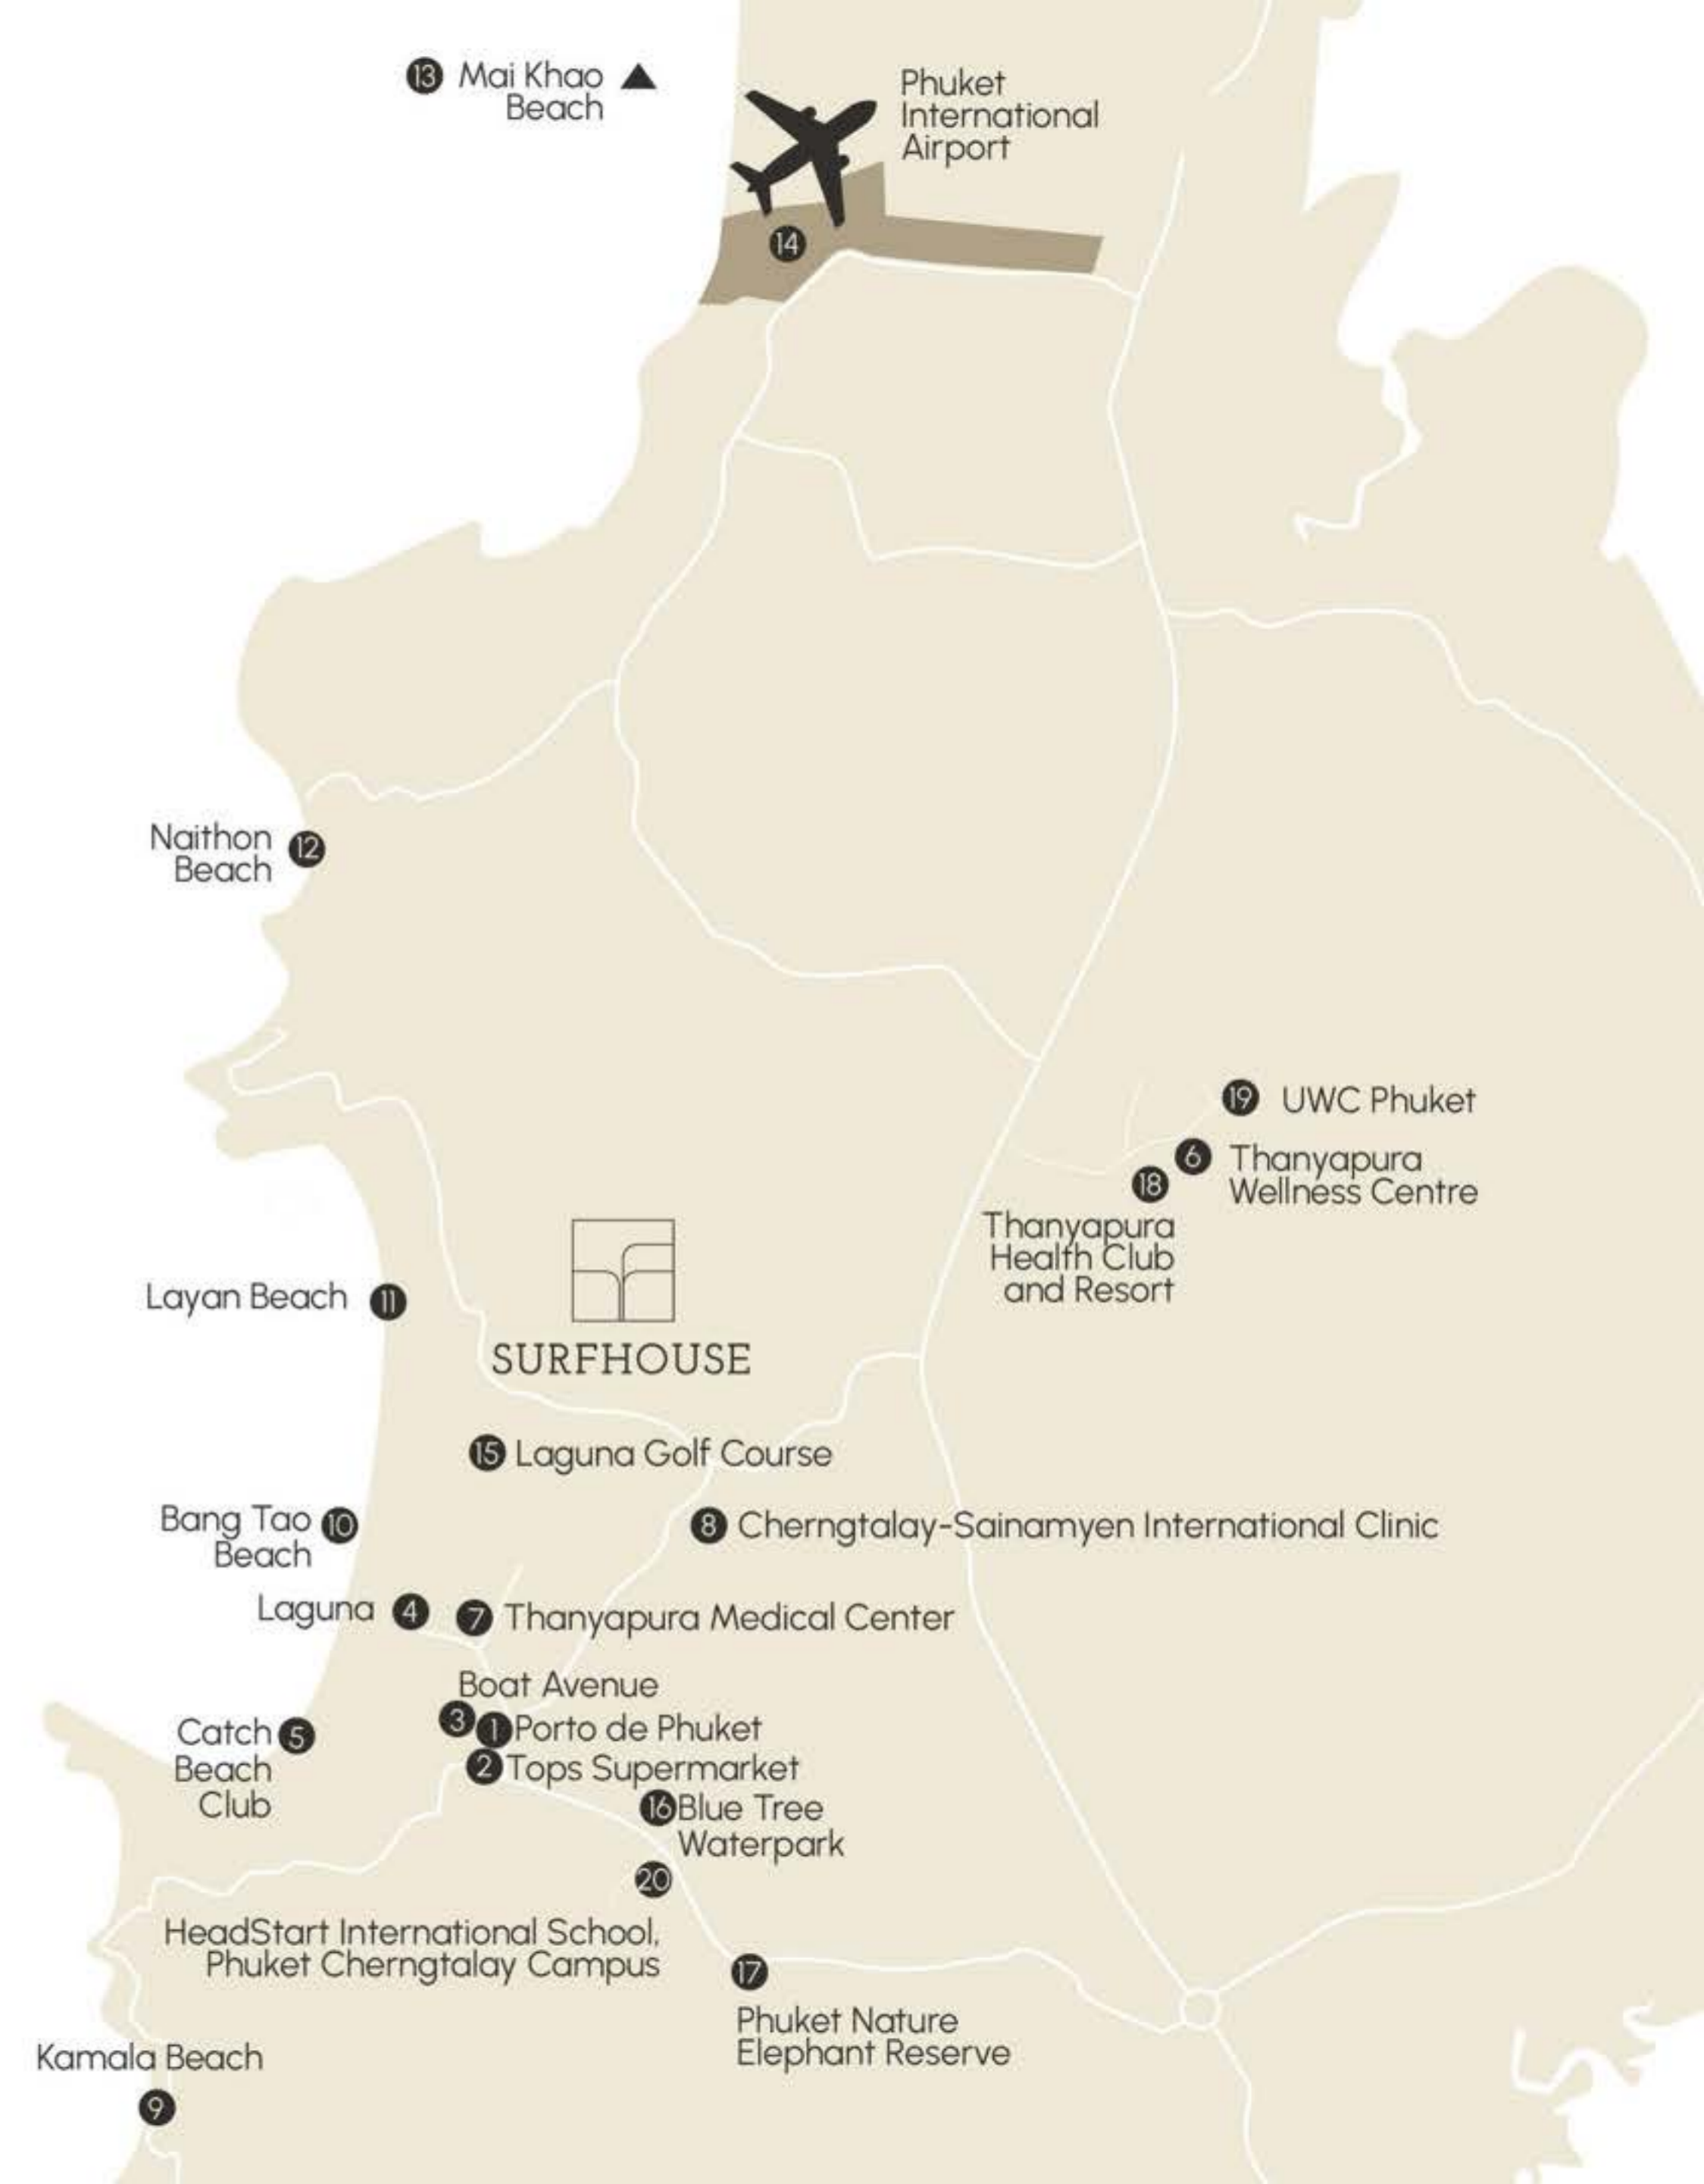 13 Mai Khao
Beach
Phuket
International
Airport
14
Naithon
Beach
12
19 UWC Phuket
6 Thanyapura
Wellness Centre
18
Thanyapura
Health Club
and Resort
Layan Beach 11
SURFHOUSE
15 Laguna Golf Course
Bang Tao
Beach
10
8 Cherngtalay-Sainamyen International Clinic
Laguna 4
7 Thanyapura Medical Center
Boat Avenue
3
1 Porto de Phuket
2 Tops Supermarket
Catch
Beach
Club
5
16 Blue Tree
Waterpark
20
HeadStart International School,
Phuket Cherngtalay Campus
17
Phuket Nature
Elephant Reserve
Kamala Beach
9